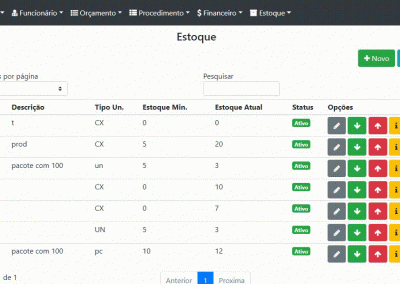 Funcionário Orçamento Procedimento $ Financeiro Estoque
Estoque
+ Novo
s por página Pesquisar
Descrição Tipo Un. Estoque Min. Estoque Atual Status Opções
t CX 0 0 Ativo
prod CX 5 20 Ativo
pacote com 100 un 5 3 Ativo
CX 0 10 Ativo
CX 0 7 Ativo
UN 5 3 Ativo
pacote com 100 pc 10 12 Ativo
de 1 Anterior 1 Proxima